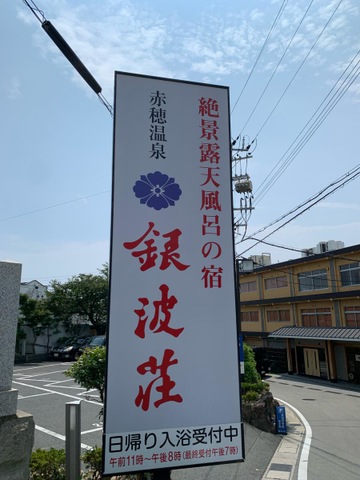 絶景露天風呂の宿
赤穂温泉
銀波荘
日帰り入浴受付中
午前11時〜午後8時(最終受付午後7時)